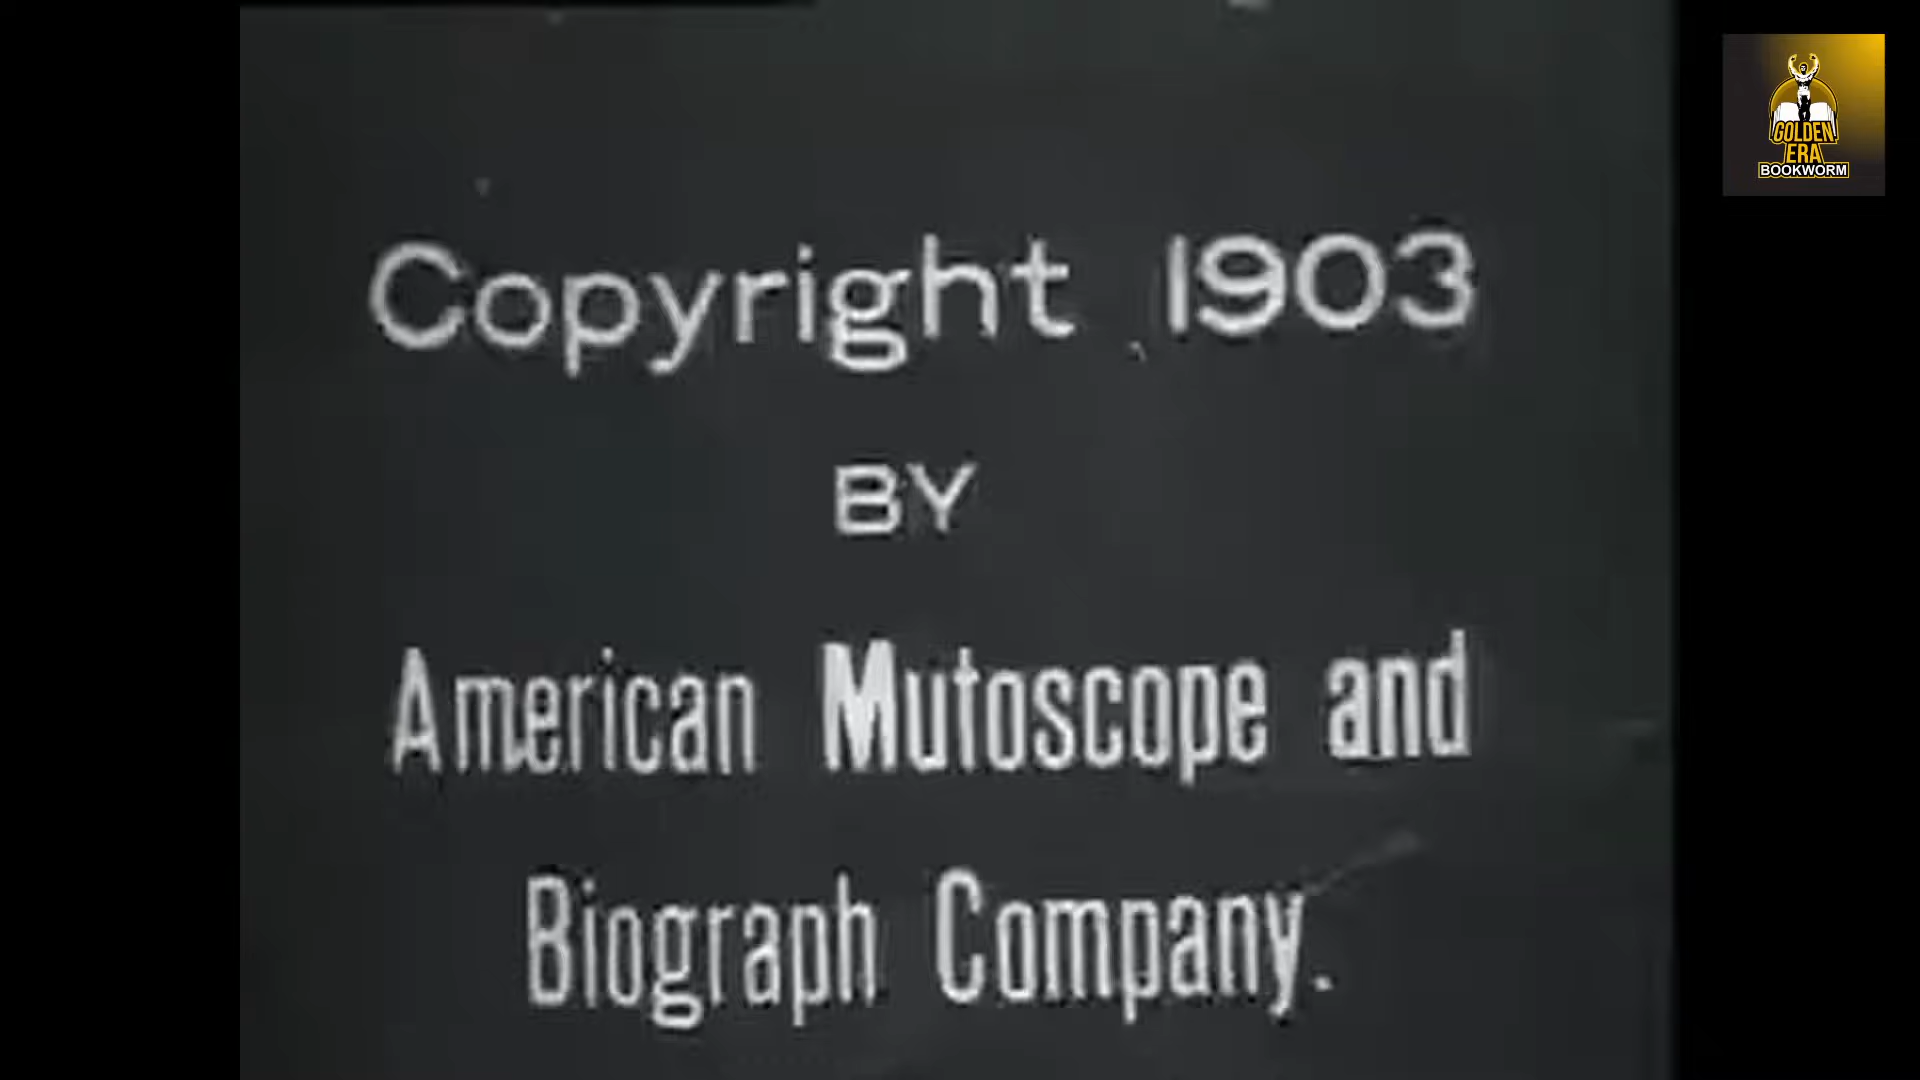 Copyright 1903
BY
American Mutoscope and
Biograph Company.
GOLDEN
ERA
BOOKWORM